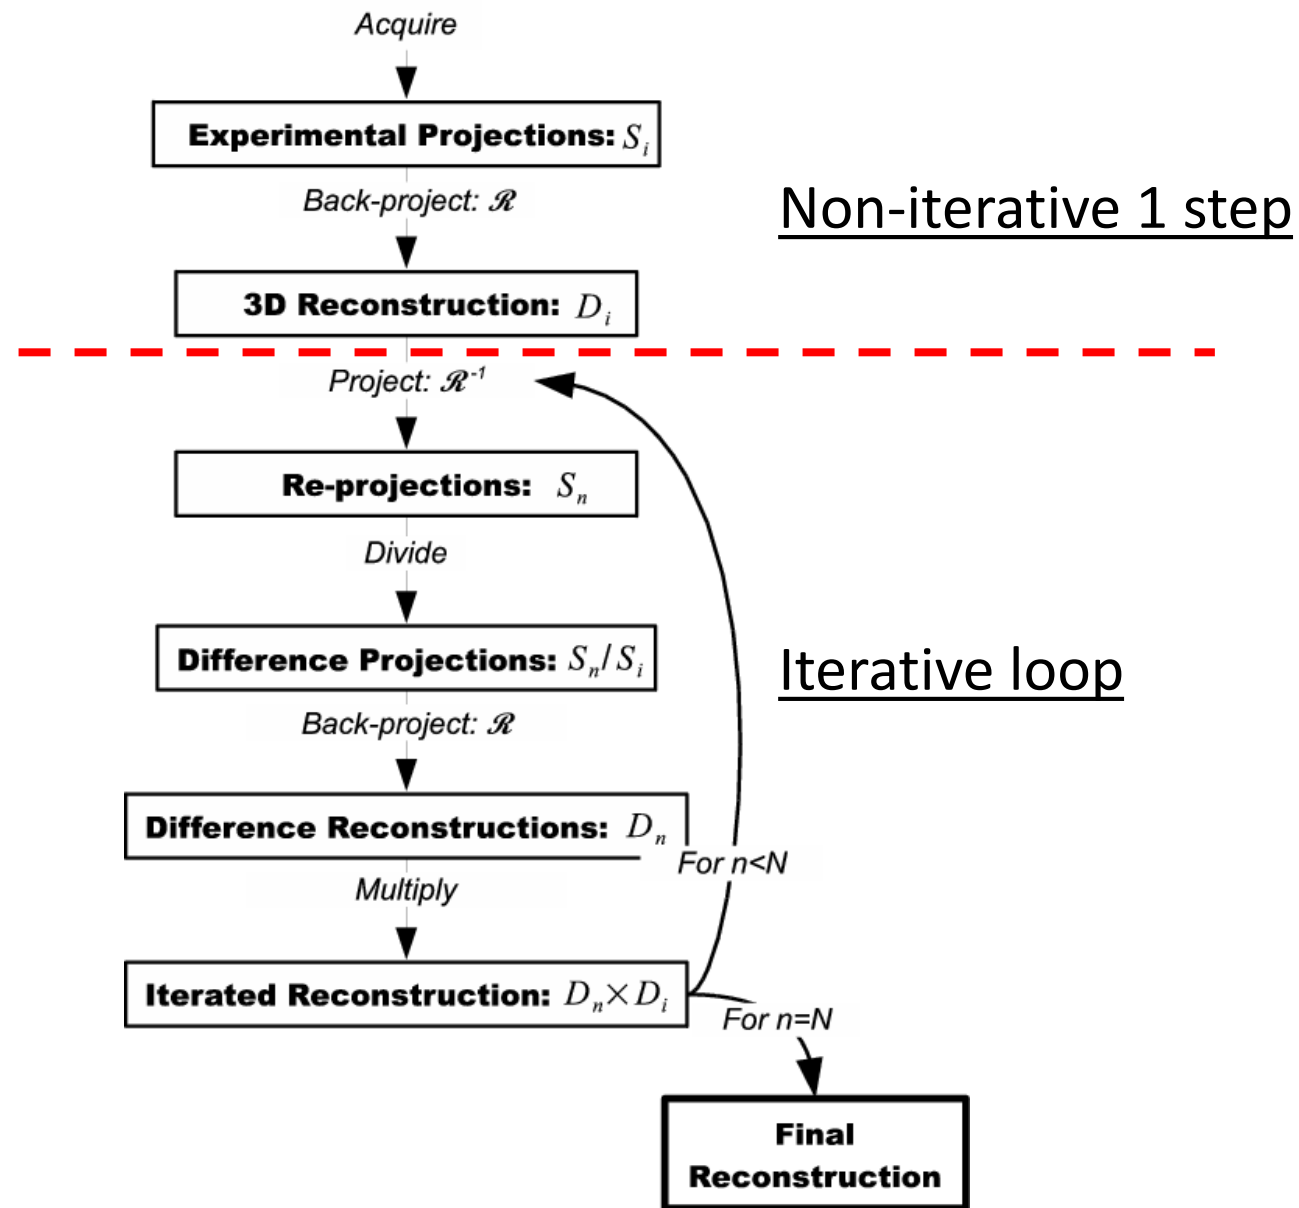 Acquire
Experimental Projections: Sᵢ
Back-project: ℛ
Non-iterative 1 step
3D Reconstruction: Dᵢ
Project: ℛ⁻¹
Re-projections: Sₙ
Divide
Difference Projections: Sₙ/Sᵢ
Iterative loop
Back-project: ℛ
Difference Reconstructions: Dₙ
For n<N
Multiply
Iterated Reconstruction: Dₙ×Dᵢ
For n=N
Final
Reconstruction